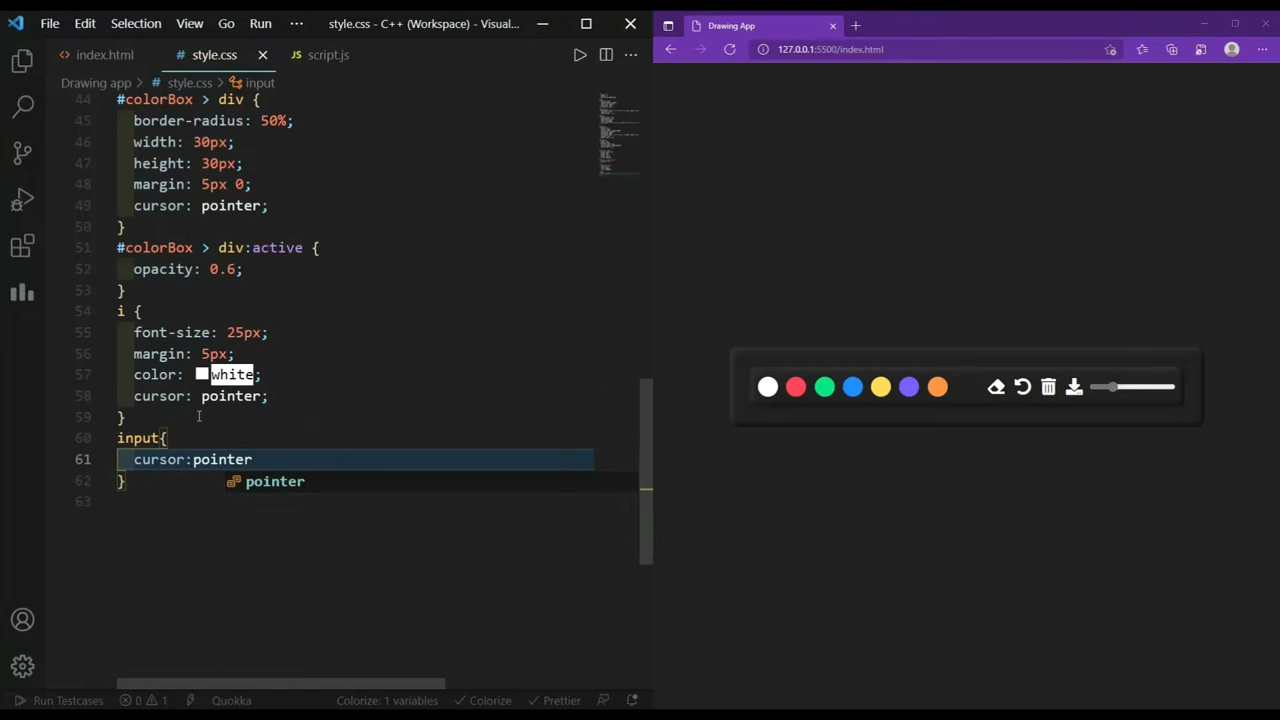 File Edit Selection View Go Run ··· style.css - C++ (Workspace) - Visual...
Drawing App
index.html # style.css JS script.js
127.0.0.1:5500/index.html
Drawing app > # style.css > input
44 #colorBox > div {
45 border-radius: 50%;
46 width: 30px;
47 height: 30px;
48 margin: 5px 0;
49 cursor: pointer;
50 }
51 #colorBox > div:active {
52 opacity: 0.6;
53 }
54 i {
55 font-size: 25px;
56 margin: 5px;
57 color: white;
58 cursor: pointer;
59 }
60 input{
61 cursor:pointer
pointer
62 }
63
Run Testcases 0 1 Quokka Colorize: 1 variables Colorize Prettier